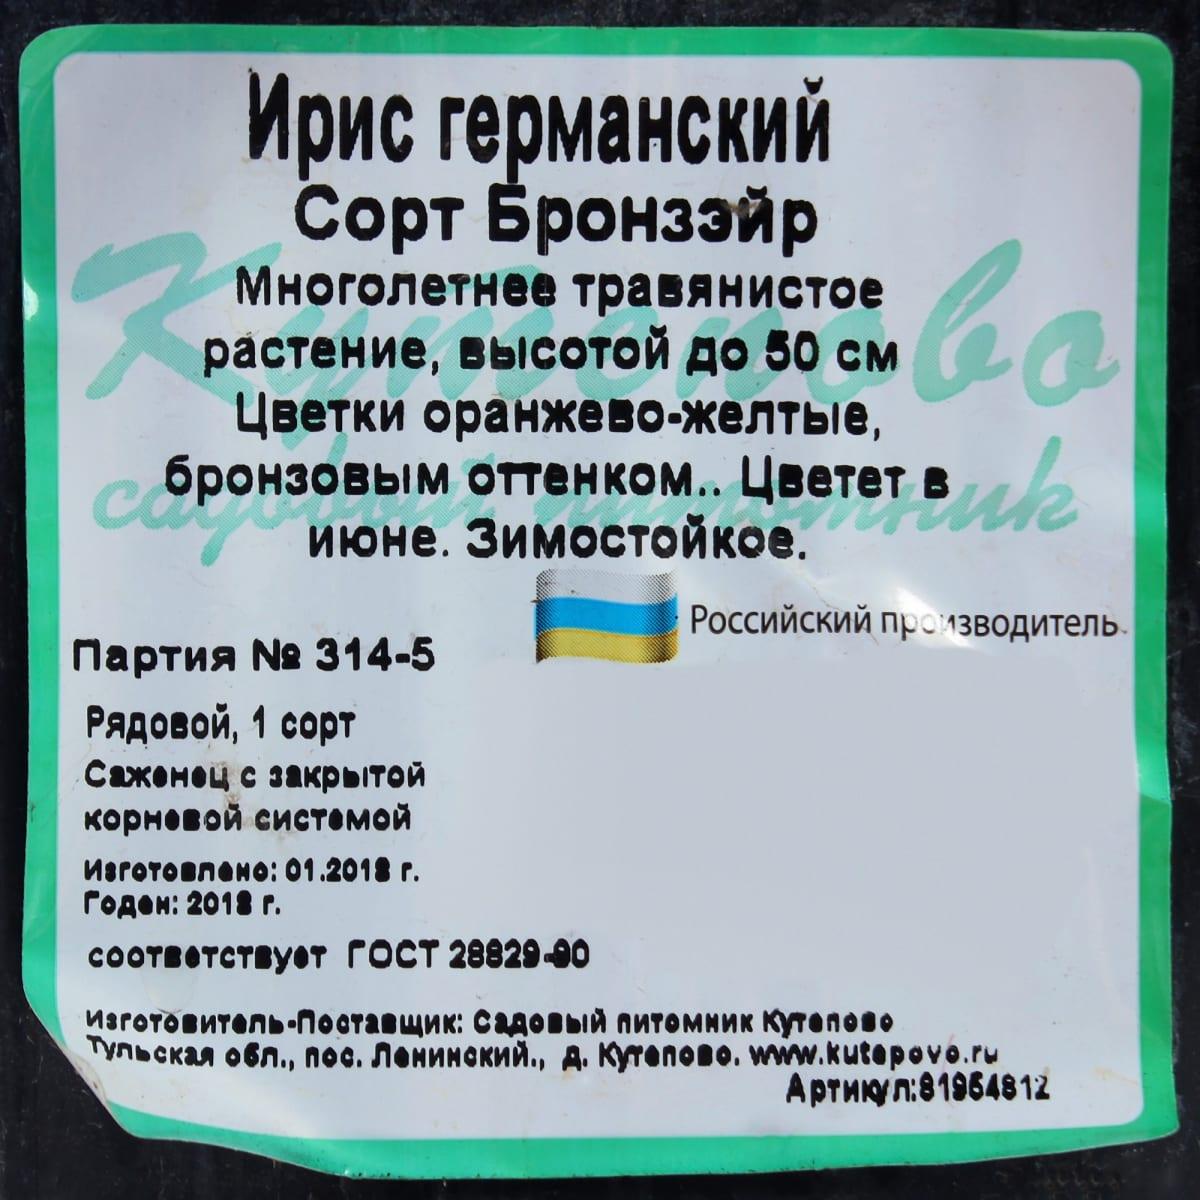 Ирис германский
Сорт Бронзэйр
Многолетнее травянистое
растение, высотой до 50 см
Цветки оранжево-желтые,
бронзовым оттенком.. Цветет в
июне. Зимостойкое.
Кутепово
садовый питомник
Российский производитель
Партия № 314-5
Рядовой, 1 сорт
Саженец с закрытой
корневой системой
Изготовлено: 01.2018 г.
Годен: 2018 г.
соответствует ГОСТ 28829-90
Изготовитель-Поставщик: Садовый питомник Кутепово
Тульская обл., пос. Ленинский., д. Кутепово. www.kutepovo.ru
Артикул:81954812